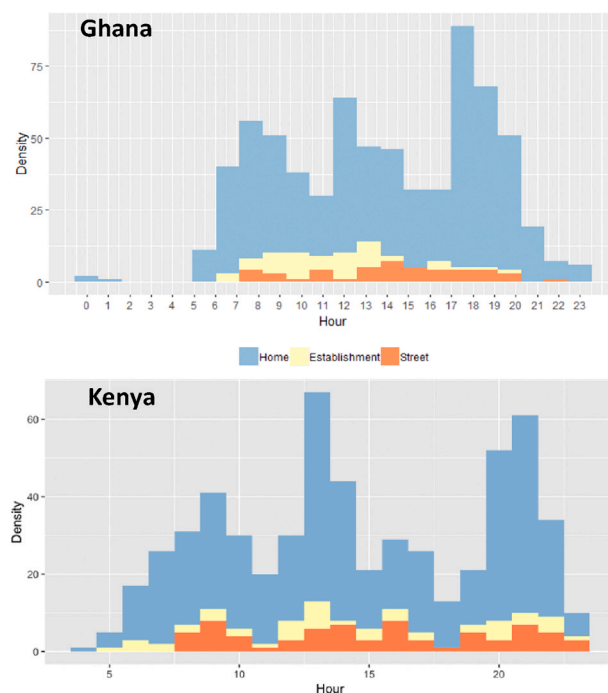 Ghana
75
50
25
0
Density
0 1 2 3 4 5 6 7 8 9 10 11 12 13 14 15 16 17 18 19 20 21 22 23
Hour
Home Establishment Street
Kenya
60
40
20
0
Density
5 10 15 20
Hour